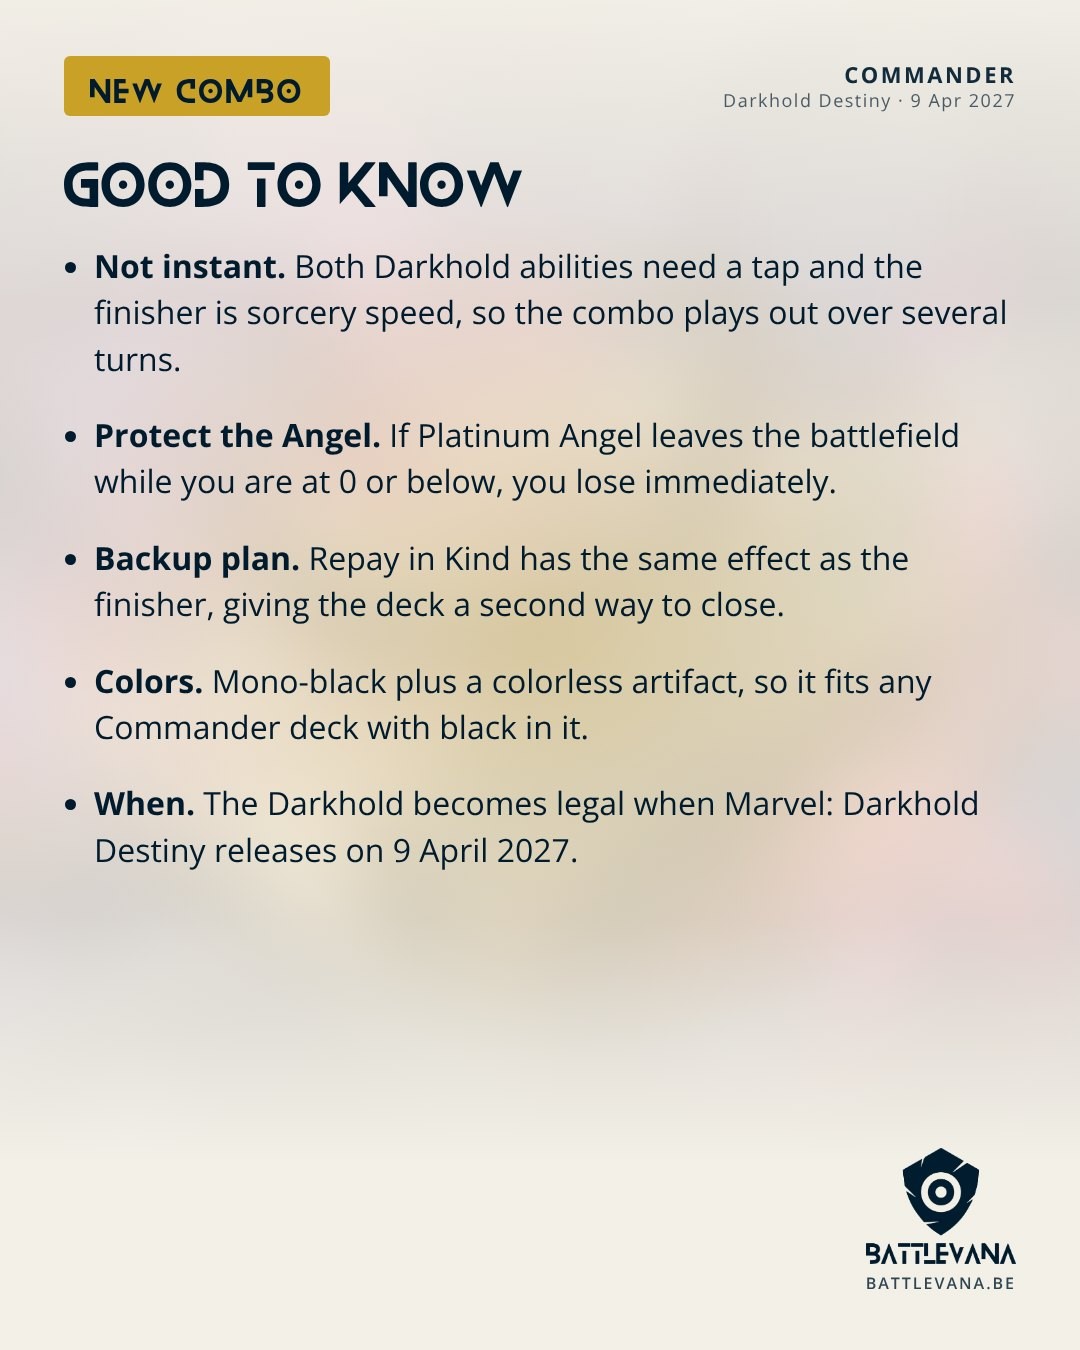 NEW COMBO
COMMANDER
Darkhold Destiny · 9 Apr 2027
GOOD TO KNOW
• Not instant. Both Darkhold abilities need a tap and the
finisher is sorcery speed, so the combo plays out over several
turns.
• Protect the Angel. If Platinum Angel leaves the battlefield
while you are at 0 or below, you lose immediately.
• Backup plan. Repay in Kind has the same effect as the
finisher, giving the deck a second way to close.
• Colors. Mono-black plus a colorless artifact, so it fits any
Commander deck with black in it.
• When. The Darkhold becomes legal when Marvel: Darkhold
Destiny releases on 9 April 2027.
BATTLEVANA
BATTLEVANA.BE